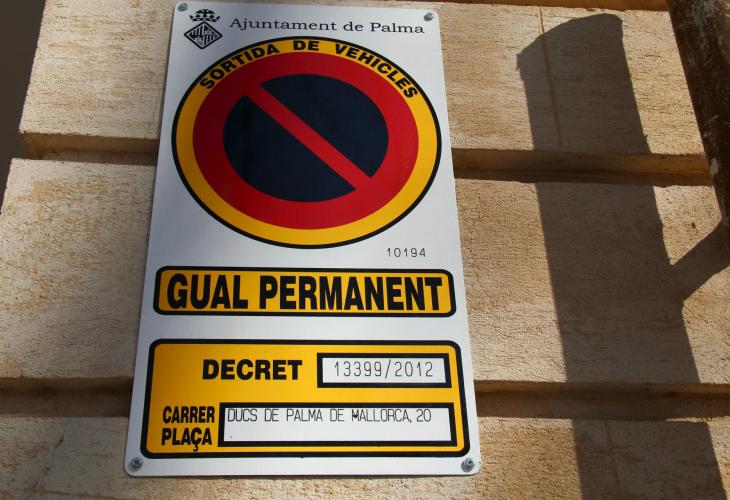 Ajuntament de Palma
SORTIDA DE VEHICLES
10194
GUAL PERMANENT
DECRET 13399/2012
CARRER PLAÇA DUCS DE PALMA DE MALLORCA, 20